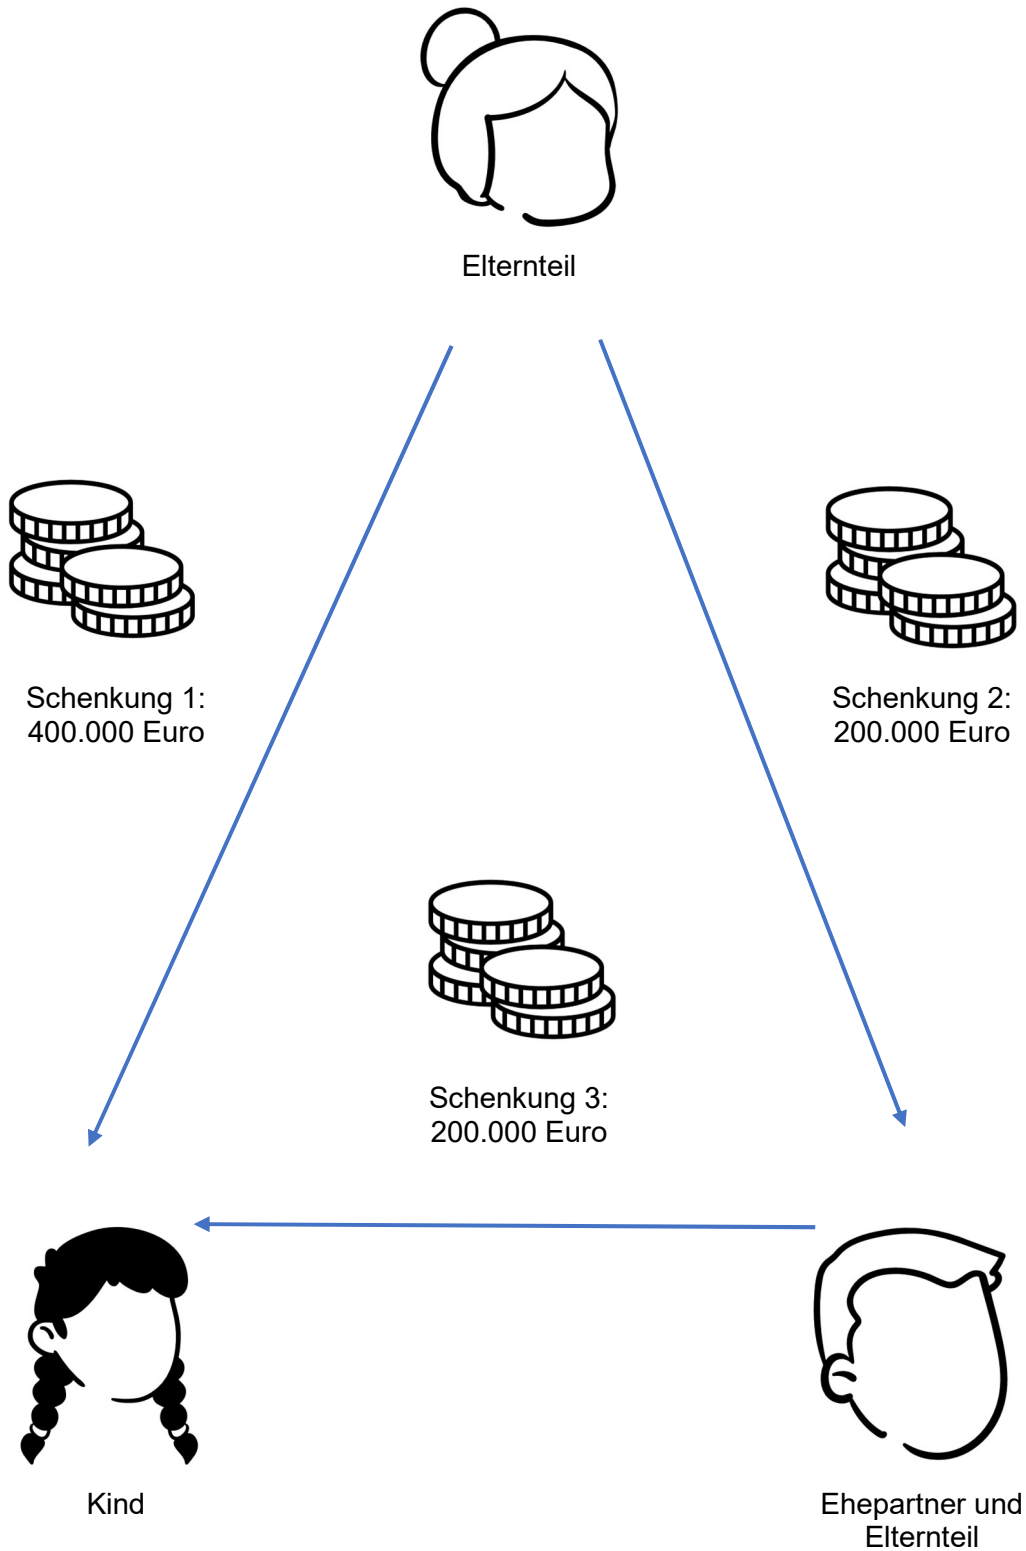 Elternteil
Schenkung 1:
400.000 Euro
Schenkung 2:
200.000 Euro
Schenkung 3:
200.000 Euro
Kind
Ehepartner und
Elternteil